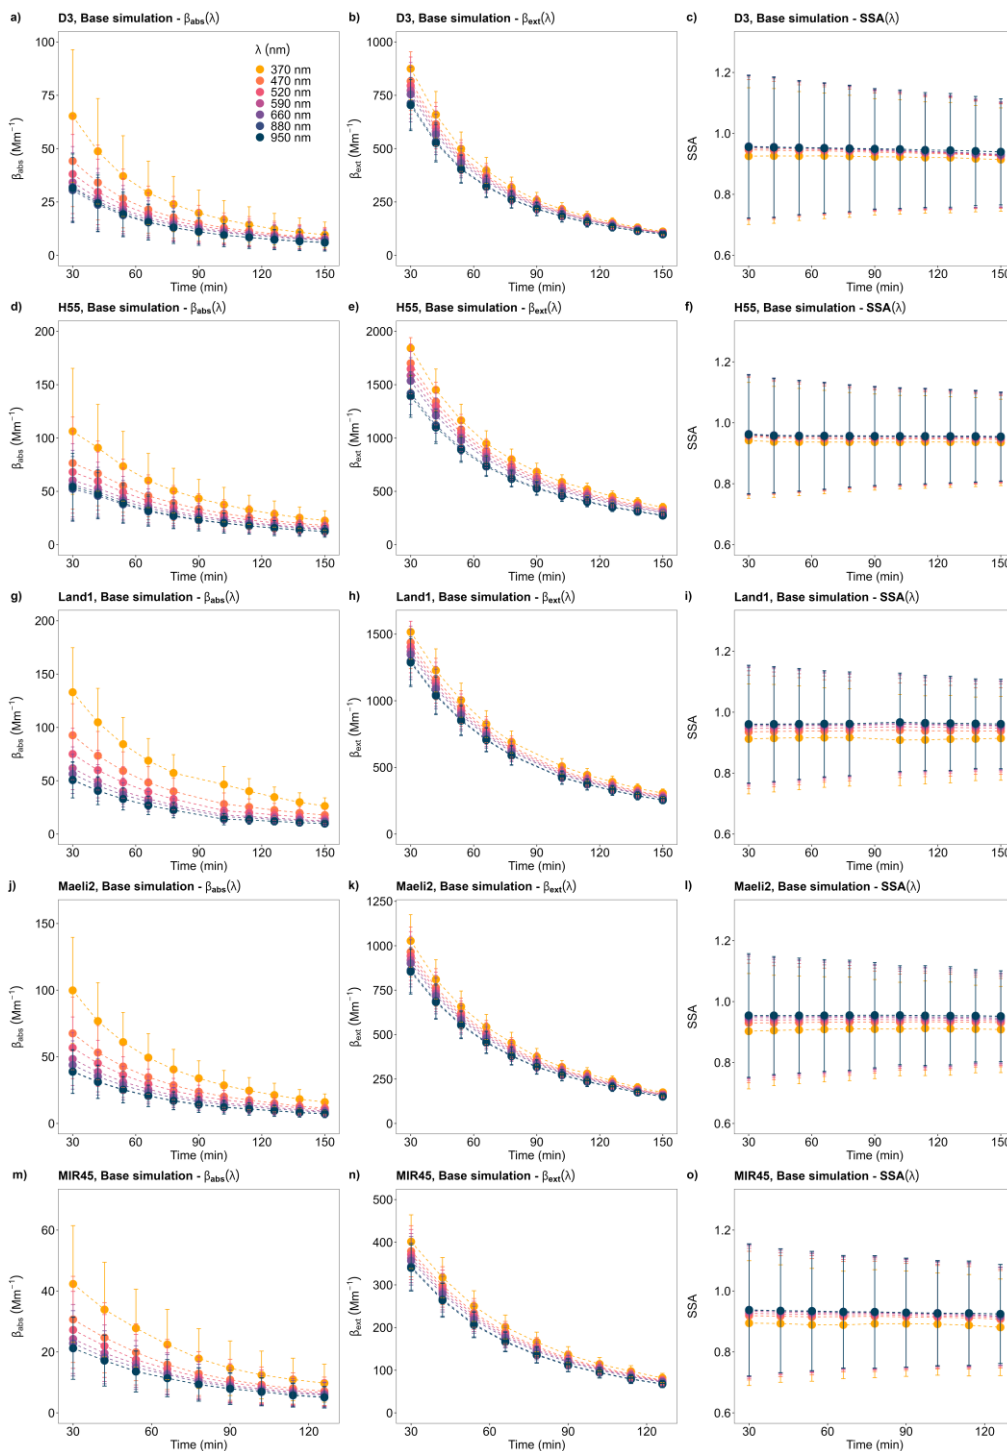 a) D3, Base simulation - βabs(λ)
b) D3, Base simulation - βext(λ)
c) D3, Base simulation - SSA(λ)
100
75
50
25
0
βabs (Mm−1)
λ (nm)
370 nm
470 nm
520 nm
590 nm
660 nm
880 nm
950 nm
30 60 90 120 150
Time (min)
1000
750
500
250
0
βext (Mm−1)
30 60 90 120 150
Time (min)
1.2
1.0
0.8
0.6
SSA
30 60 90 120 150
Time (min)
d) H55, Base simulation - βabs(λ)
e) H55, Base simulation - βext(λ)
f) H55, Base simulation - SSA(λ)
200
150
100
50
0
βabs (Mm−1)
30 60 90 120 150
Time (min)
2000
1500
1000
500
0
βext (Mm−1)
30 60 90 120 150
Time (min)
1.2
1.0
0.8
0.6
SSA
30 60 90 120 150
Time (min)
g) Land1, Base simulation - βabs(λ)
h) Land1, Base simulation - βext(λ)
i) Land1, Base simulation - SSA(λ)
200
150
100
50
0
βabs (Mm−1)
30 60 90 120 150
Time (min)
1500
1000
500
0
βext (Mm−1)
30 60 90 120 150
Time (min)
1.2
1.0
0.8
0.6
SSA
30 60 90 120 150
Time (min)
j) Maeli2, Base simulation - βabs(λ)
k) Maeli2, Base simulation - βext(λ)
l) Maeli2, Base simulation - SSA(λ)
150
100
50
0
βabs (Mm−1)
30 60 90 120 150
Time (min)
1250
1000
750
500
250
0
βext (Mm−1)
30 60 90 120 150
Time (min)
1.2
1.0
0.8
0.6
SSA
30 60 90 120 150
Time (min)
m) MIR45, Base simulation - βabs(λ)
n) MIR45, Base simulation - βext(λ)
o) MIR45, Base simulation - SSA(λ)
60
40
20
0
βabs (Mm−1)
30 60 90 120
Time (min)
500
400
300
200
100
0
βext (Mm−1)
30 60 90 120
Time (min)
1.2
1.0
0.8
0.6
SSA
30 60 90 120
Time (min)